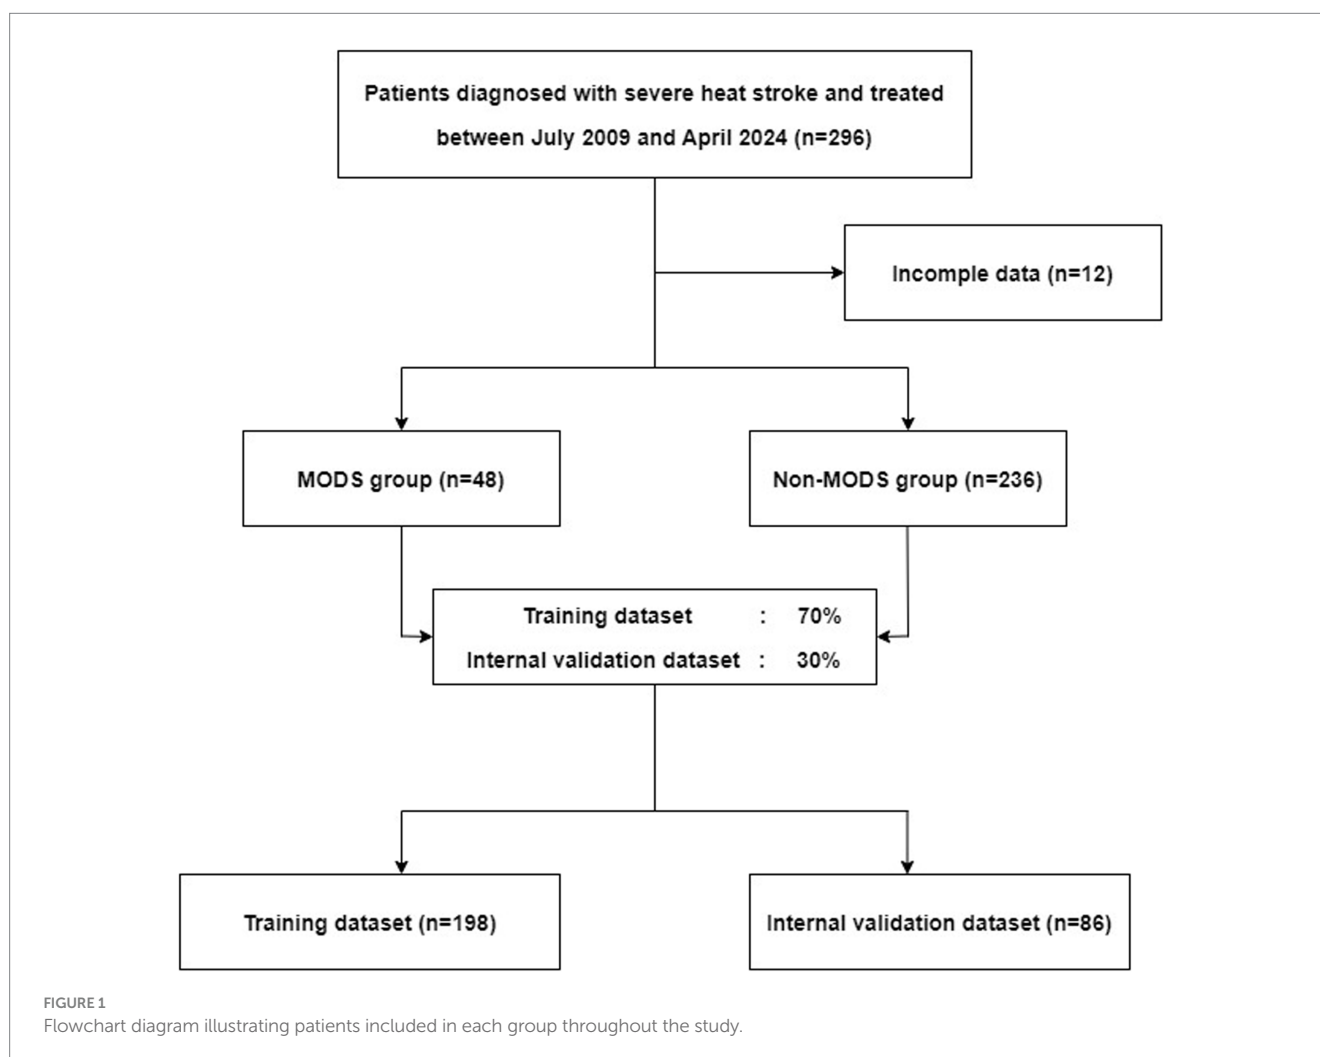 Patients diagnosed with severe heat stroke and treated
between July 2009 and April 2024 (n=296)
Incomple data (n=12)
MODS group (n=48)
Non-MODS group (n=236)
Training dataset : 70%
Internal validation dataset : 30%
Training dataset (n=198)
Internal validation dataset (n=86)
FIGURE 1
Flowchart diagram illustrating patients included in each group throughout the study.